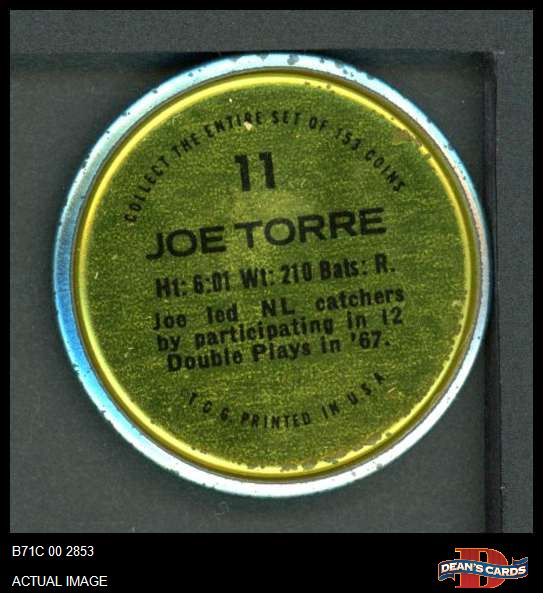 COLLECT THE ENTIRE SET OF 153 COINS
11
JOE TORRE
Ht: 6:01 Wt: 210 Bats: R.
Joe led NL catchers
by participating in 12
Double Plays in '67.
T.C.G. PRINTED IN U.S.A.
B71C 00 2853
ACTUAL IMAGE
DEAN'S CARDS